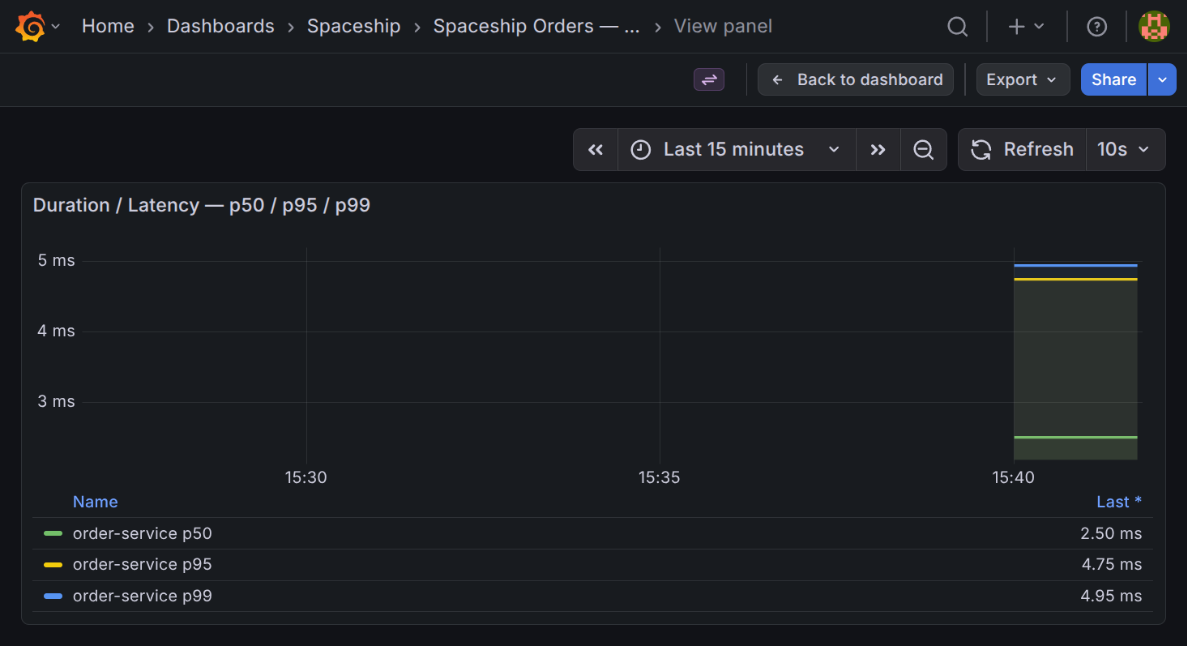 Home › Dashboards › Spaceship › Spaceship Orders — ... › View panel
← Back to dashboard Export Share
Last 15 minutes Refresh 10s
Duration / Latency — p50 / p95 / p99
5 ms
4 ms
3 ms
15:30 15:35 15:40
Name Last *
order-service p50 2.50 ms
order-service p95 4.75 ms
order-service p99 4.95 ms